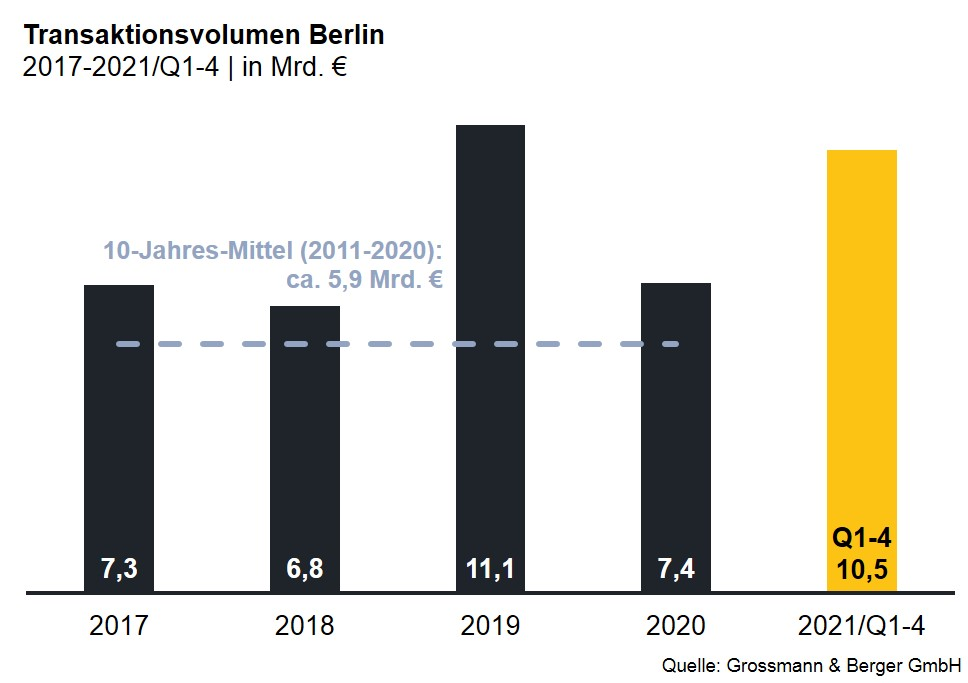 Transaktionsvolumen Berlin
2017-2021/Q1-4 | in Mrd. €
10-Jahres-Mittel (2011-2020):
ca. 5,9 Mrd. €
Q1-4
7,3 6,8 11,1 7,4 10,5
2017 2018 2019 2020 2021/Q1-4
Quelle: Grossmann & Berger GmbH